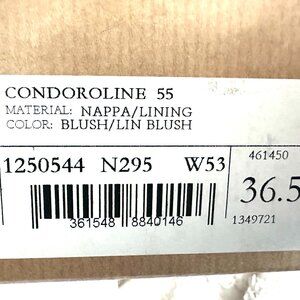 CONDOROLINE 55
MATERIAL: NAPPA/LINING
COLOR: BLUSH/LIN BLUSH
1250544 N295 W53
461450
36.5
361548 8840146
1349721